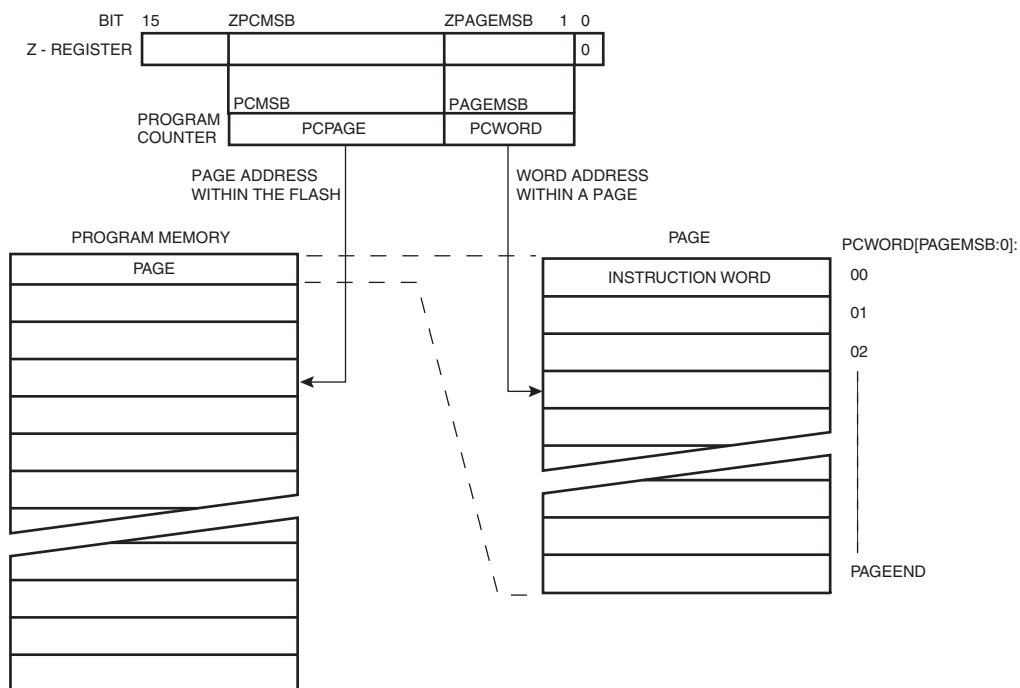 BIT 15 ZPCMSB ZPAGEMSB 1 0
Z - REGISTER 0
PCMSB PAGEMSB
PROGRAM
COUNTER
PCPAGE PCWORD
PAGE ADDRESS
WITHIN THE FLASH
WORD ADDRESS
WITHIN A PAGE
PROGRAM MEMORY
PAGE
PAGE
PCWORD[PAGEMSB:0]:
INSTRUCTION WORD
00
01
02
PAGEEND